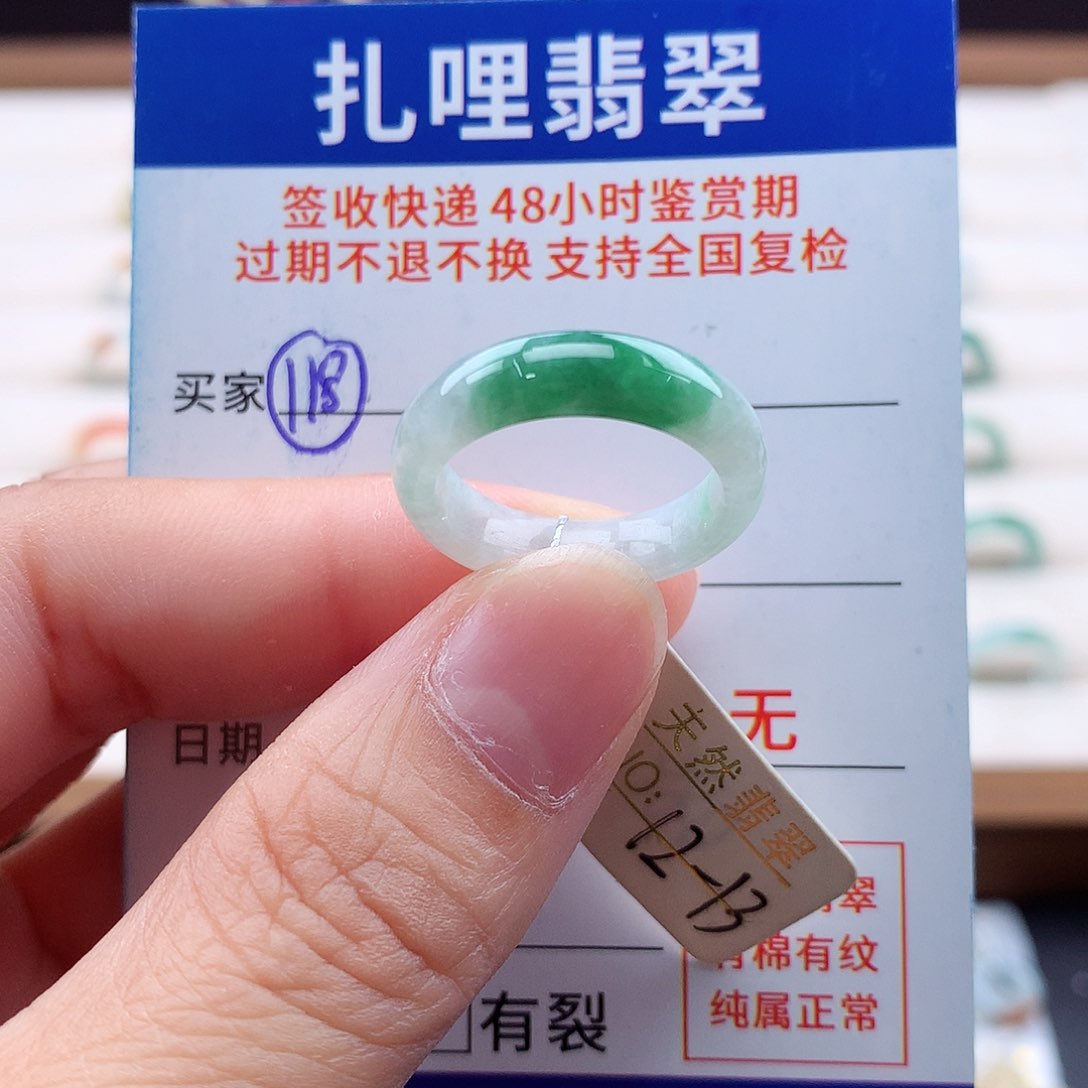 扎哩翡翠
签收快递 48小时鉴赏期
过期不退不换 支持全国复检
买家 118
日期
无
天然翡翠
12-13
翠
棉有纹
纯属正常
有裂